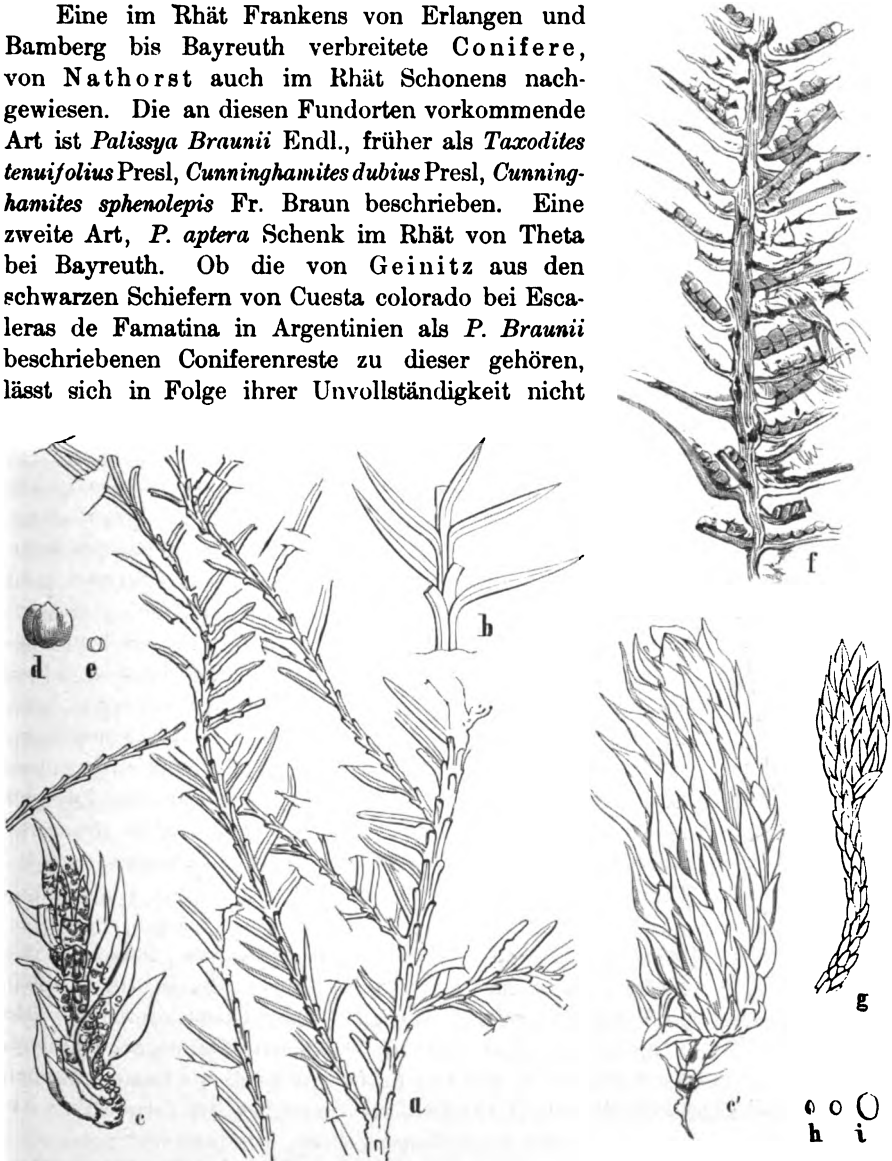 Eine im Rhät Frankens von Erlangen und
Bamberg bis Bayreuth verbreitete Conifere,
von Nathorst auch im Rhät Schonens nach-
gewiesen. Die an diesen Fundorten vorkommende
Art ist Palissya Braunii Endl., früher als Taxodites
tenuifolius Presl, Cunninghamites dubius Presl, Cunning-
hamites sphenolepis Fr. Braun beschrieben. Eine
zweite Art, P. aptera Schenk im Rhät von Theta
bei Bayreuth. Ob die von Geinitz aus den
schwarzen Schiefern von Cuesta colorado bei Esca-
leras de Famatina in Argentinien als P. Braunii
beschriebenen Coniferenreste zu dieser gehören,
lässt sich in Folge ihrer Unvollständigkeit nicht
f
b
d e
g
a
c
c'
h i